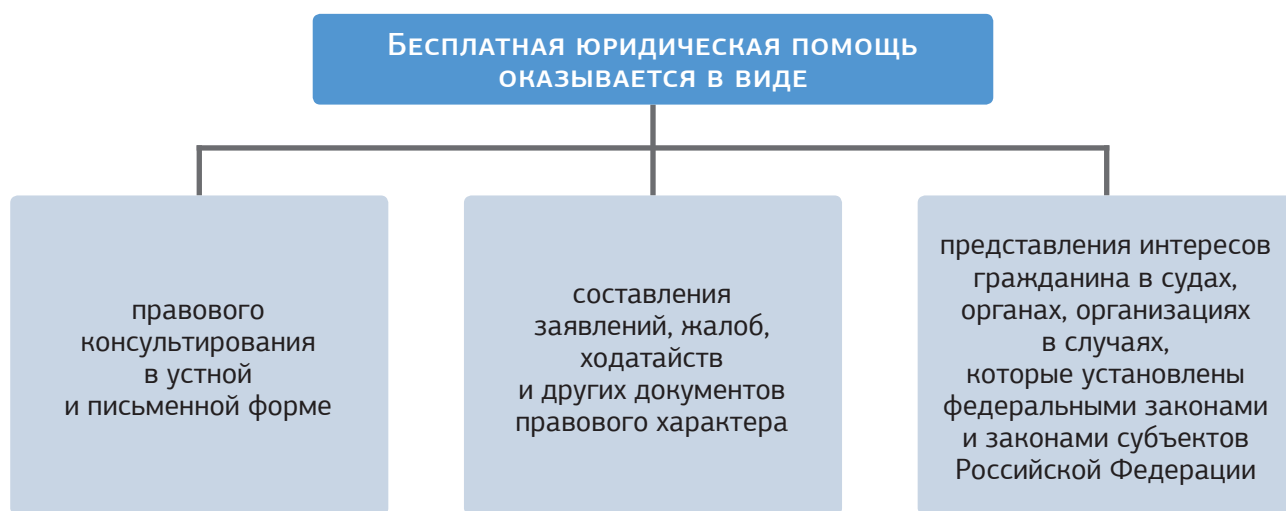 Бесплатная юридическая помощь
оказывается в виде
правового
консультирования
в устной
и письменной форме
составления
заявлений, жалоб,
ходатайств
и других документов
правового характера
представления интересов
гражданина в судах,
органах, организациях
в случаях,
которые установлены
федеральными законами
и законами субъектов
Российской Федерации